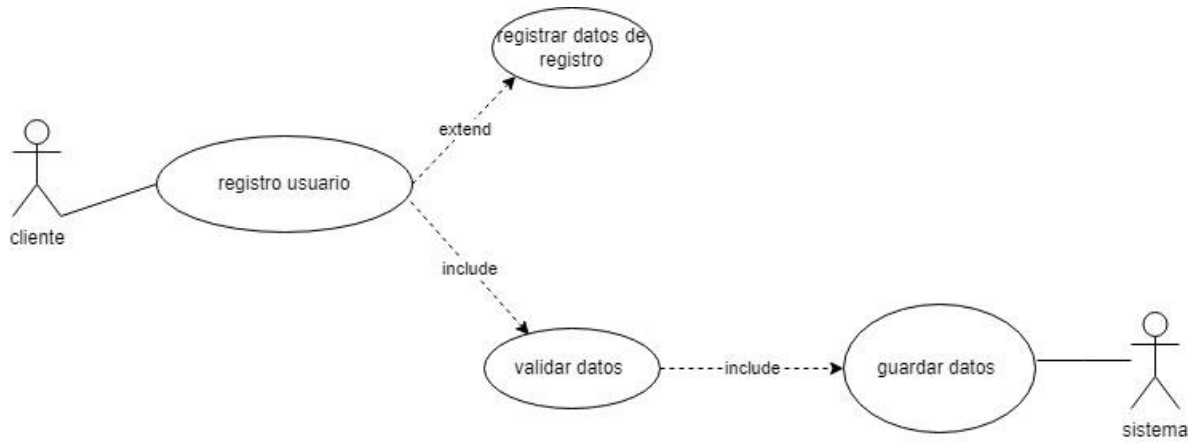 registrar datos de
registro
extend
registro usuario
cliente
include
validar datos
include
guardar datos
sistema